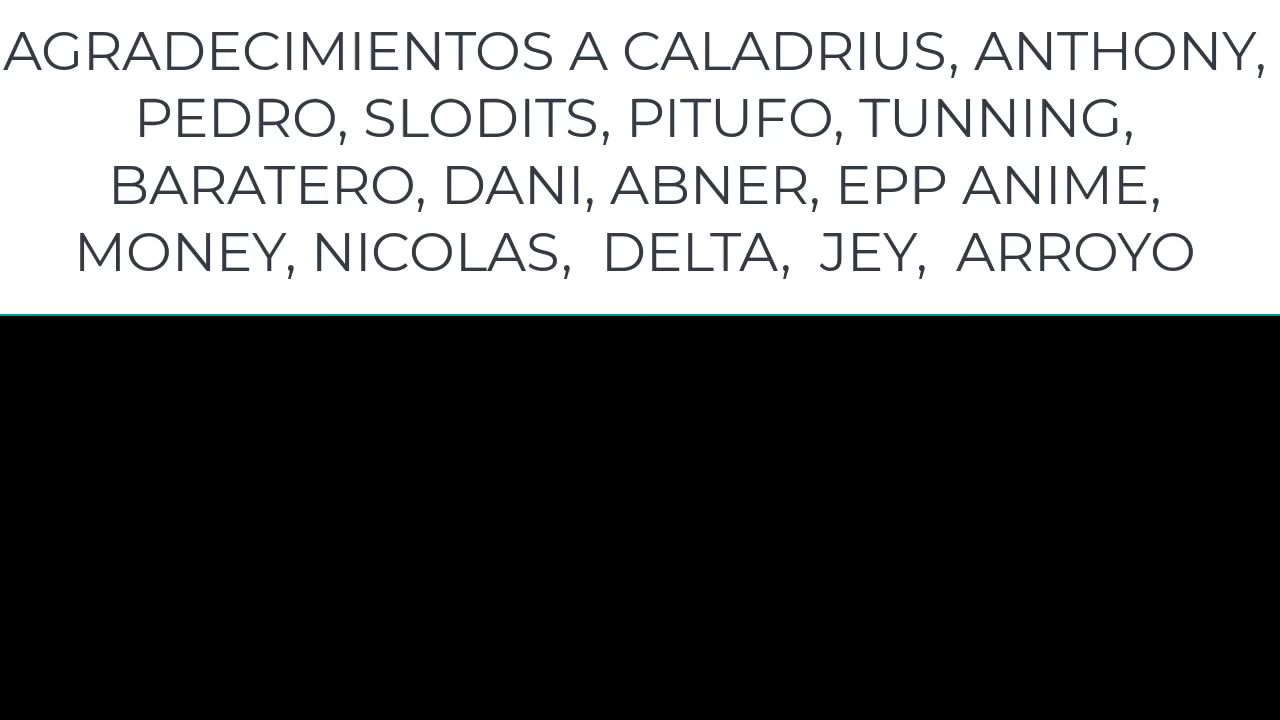 AGRADECIMIENTOS A CALADRIUS, ANTHONY,
PEDRO, SLODITS, PITUFO, TUNNING,
BARATERO, DANI, ABNER, EPP ANIME,
MONEY, NICOLAS, DELTA, JEY, ARROYO